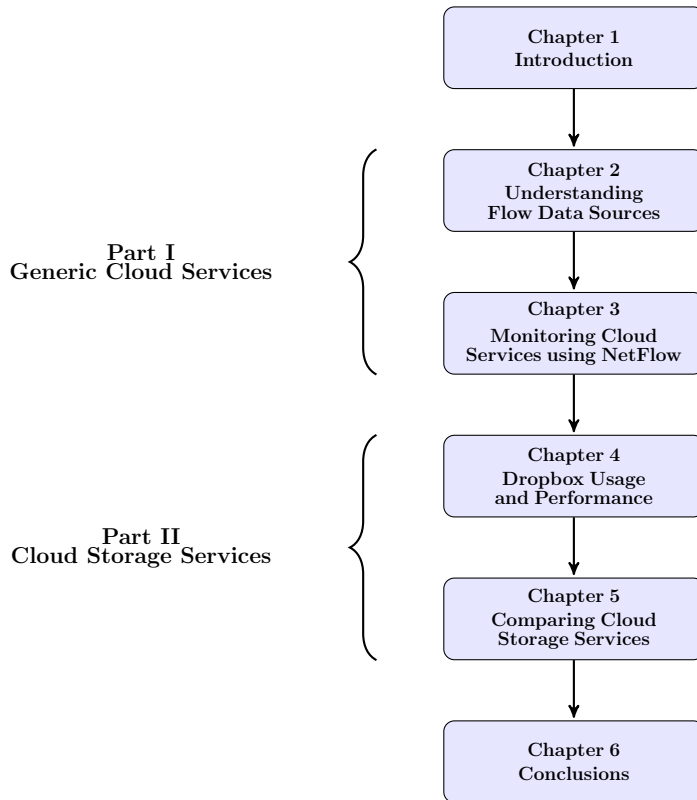 Chapter 1
Introduction
Chapter 2
Understanding
Flow Data Sources
Part I
Generic Cloud Services
Chapter 3
Monitoring Cloud
Services using NetFlow
Chapter 4
Dropbox Usage
and Performance
Part II
Cloud Storage Services
Chapter 5
Comparing Cloud
Storage Services
Chapter 6
Conclusions